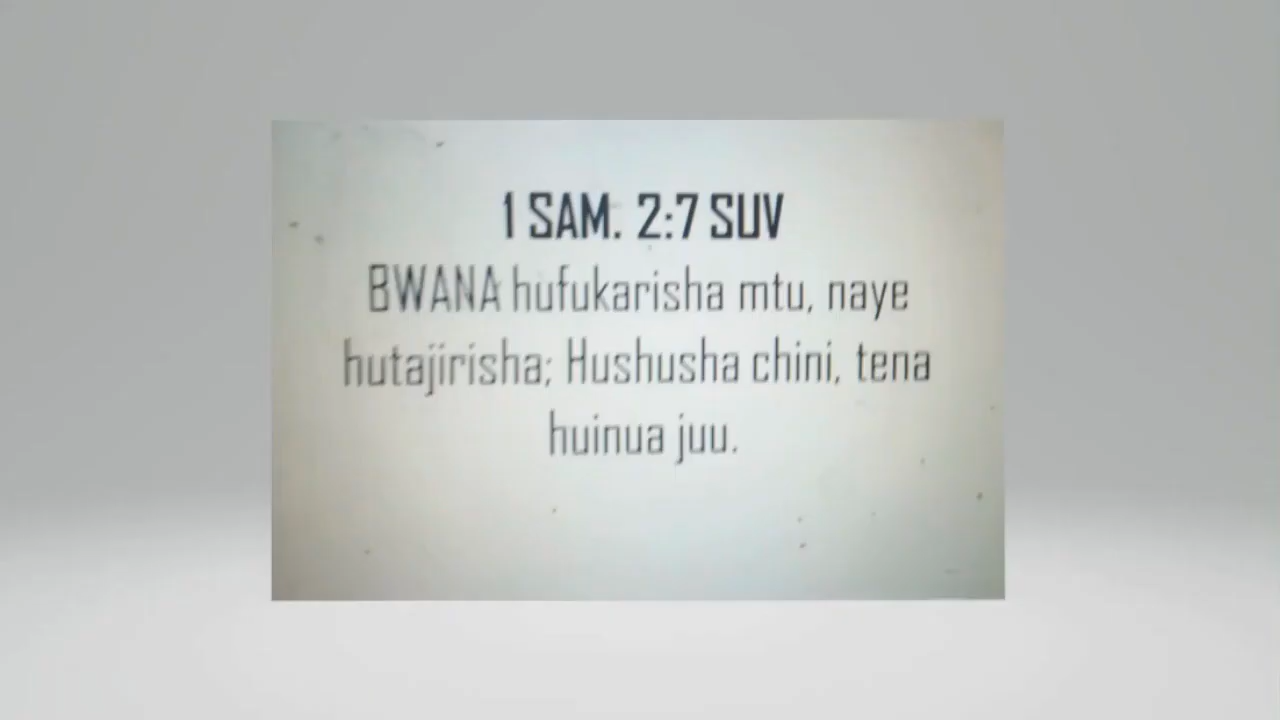 1 SAM. 2:7 SUV
BWANA hufukarisha mtu, naye
hutajirisha; Hushusha chini, tena
huinua juu.